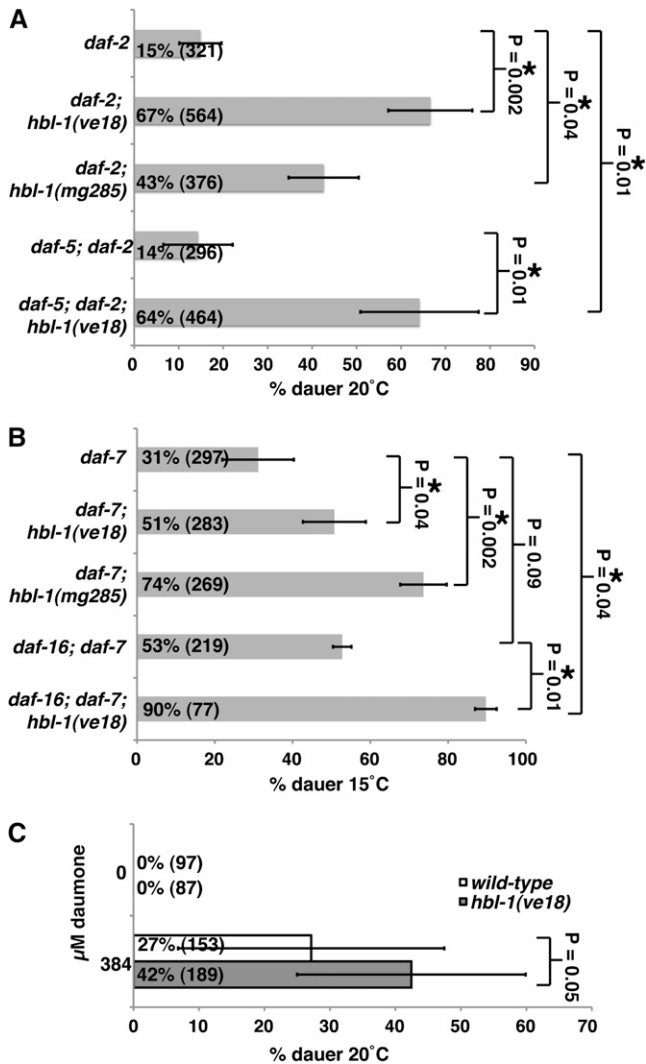 A
daf-2
15% (321)
daf-2;
hbl-1(ve18)
67% (564)
daf-2;
hbl-1(mg285)
43% (376)
daf-5; daf-2
14% (296)
daf-5; daf-2;
hbl-1(ve18)
64% (464)
* P = 0.002
* P = 0.04
* P = 0.01
* P = 0.01
0 10 20 30 40 50 60 70 80 90
% dauer 20˚C
B
daf-7
31% (297)
daf-7;
hbl-1(ve18)
51% (283)
daf-7;
hbl-1(mg285)
74% (269)
daf-16; daf-7
53% (219)
daf-16; daf-7;
hbl-1(ve18)
90% (77)
* P = 0.04
* P = 0.002
P = 0.09
* P = 0.01
* P = 0.04
0 20 40 60 80 100
% dauer 15˚C
C
µM daumone
0
0% (97)
0% (87)
wild-type
hbl-1(ve18)
384
27% (153)
42% (189)
P = 0.05
0 10 20 30 40 50 60 70
% dauer 20˚C